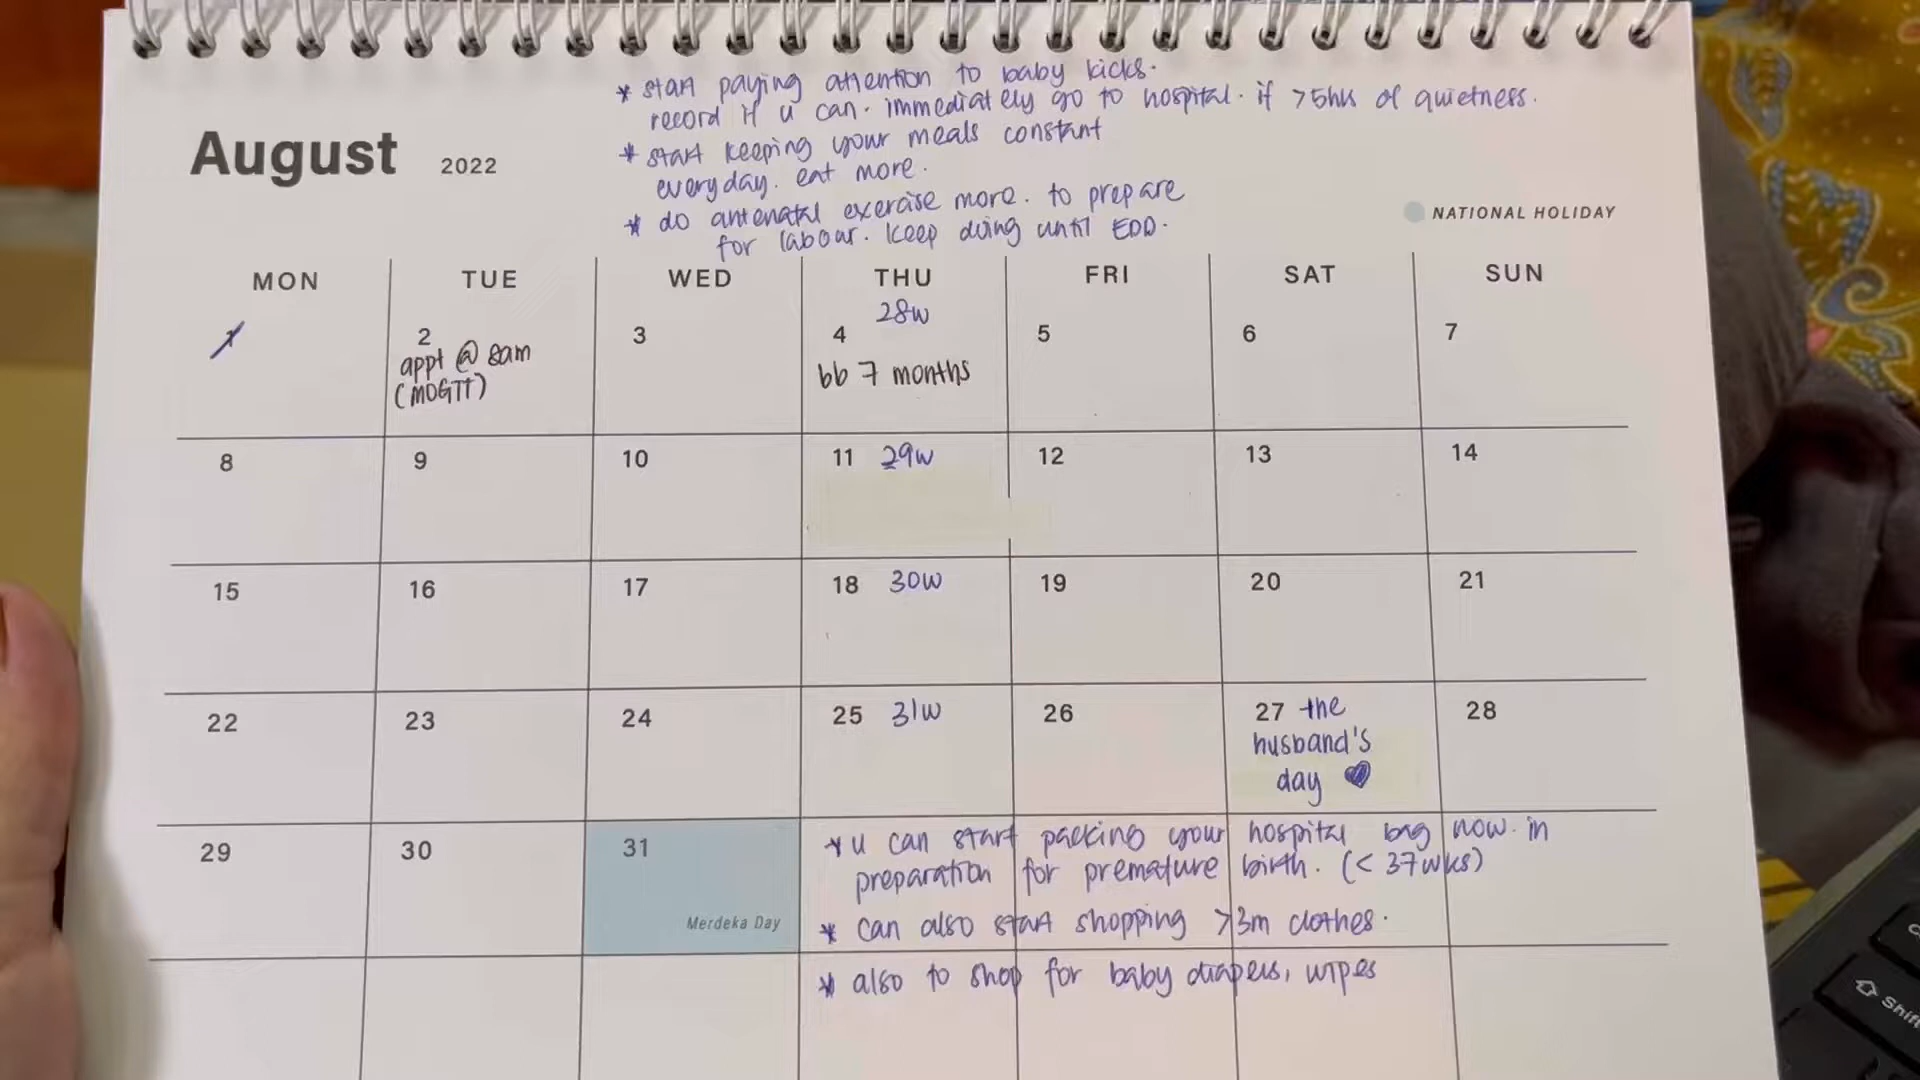 * start paying attention to baby kicks.
record if u can. immediately go to hospital. if >5hrs of quietness.
* start keeping your meals constant
everyday. eat more.
* do antenatal exercise more. to prepare
for labour. keep doing until EDD.
August 2022
NATIONAL HOLIDAY
MON TUE WED THU FRI SAT SUN
28w
1 2 3 4 5 6 7
appt @ 8am
(MOGTT)
bb 7 months
8 9 10 11 29w 12 13 14
15 16 17 18 30w 19 20 21
22 23 24 25 31w 26 27 the 28
husband's
day
29 30 31
Merdeka Day
* u can start packing your hospital bag now. in
preparation for premature birth. (< 37wks)
* can also start shopping >3m clothes.
* also to shop for baby diapers, wipes
Shift